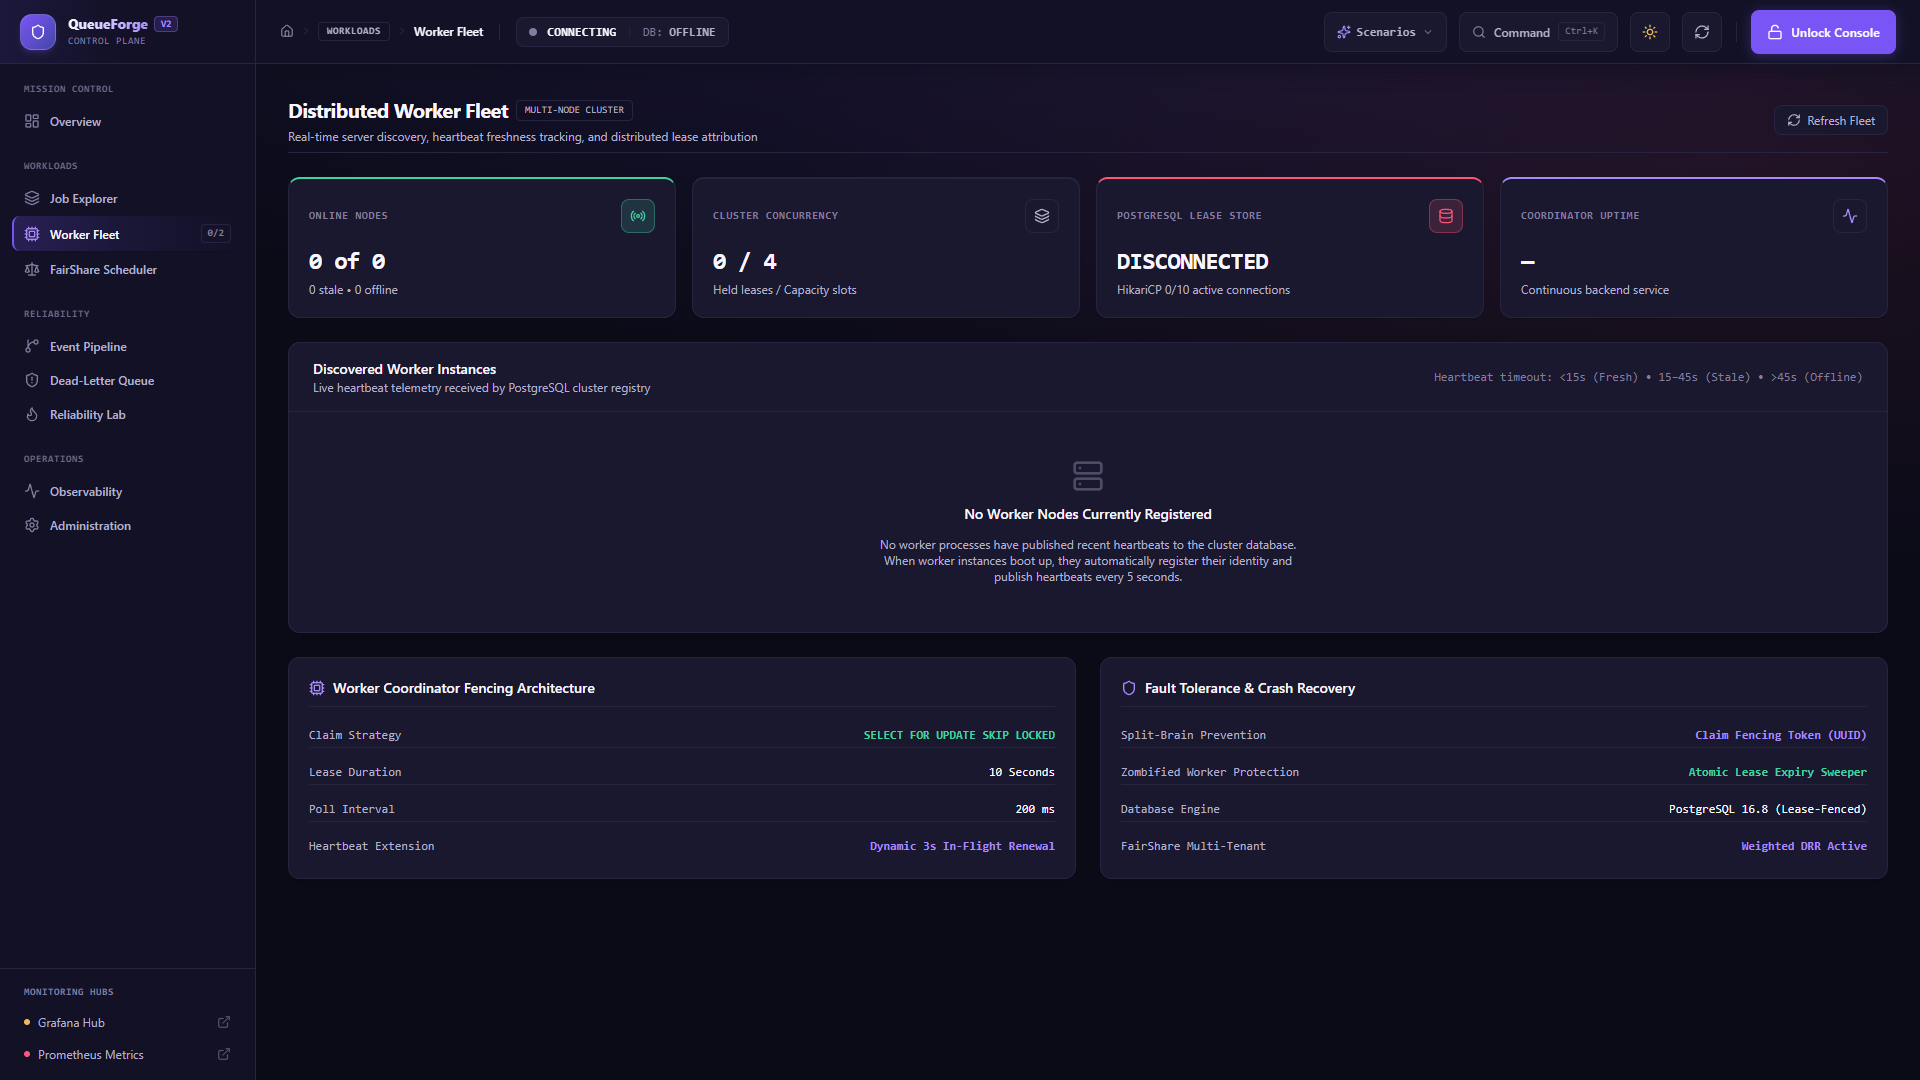 QueueForge V2
CONTROL PLANE
MISSION CONTROL
Overview
WORKLOADS
Job Explorer
Worker Fleet 0/2
FairShare Scheduler
RELIABILITY
Event Pipeline
Dead-Letter Queue
Reliability Lab
OPERATIONS
Observability
Administration
MONITORING HUBS
Grafana Hub
Prometheus Metrics
WORKLOADS Worker Fleet CONNECTING DB: OFFLINE
Scenarios Command Ctrl+K Unlock Console
Distributed Worker Fleet MULTI-NODE CLUSTER
Real-time server discovery, heartbeat freshness tracking, and distributed lease attribution
Refresh Fleet
ONLINE NODES
0 of 0
0 stale • 0 offline
CLUSTER CONCURRENCY
0 / 4
Held leases / Capacity slots
POSTGRESQL LEASE STORE
DISCONNECTED
HikariCP 0/10 active connections
COORDINATOR UPTIME
—
Continuous backend service
Discovered Worker Instances
Live heartbeat telemetry received by PostgreSQL cluster registry
Heartbeat timeout: <15s (Fresh) • 15–45s (Stale) • >45s (Offline)
No Worker Nodes Currently Registered
No worker processes have published recent heartbeats to the cluster database.
When worker instances boot up, they automatically register their identity and
publish heartbeats every 5 seconds.
Worker Coordinator Fencing Architecture
Claim Strategy SELECT FOR UPDATE SKIP LOCKED
Lease Duration 10 Seconds
Poll Interval 200 ms
Heartbeat Extension Dynamic 3s In-Flight Renewal
Fault Tolerance & Crash Recovery
Split-Brain Prevention Claim Fencing Token (UUID)
Zombified Worker Protection Atomic Lease Expiry Sweeper
Database Engine PostgreSQL 16.8 (Lease-Fenced)
FairShare Multi-Tenant Weighted DRR Active